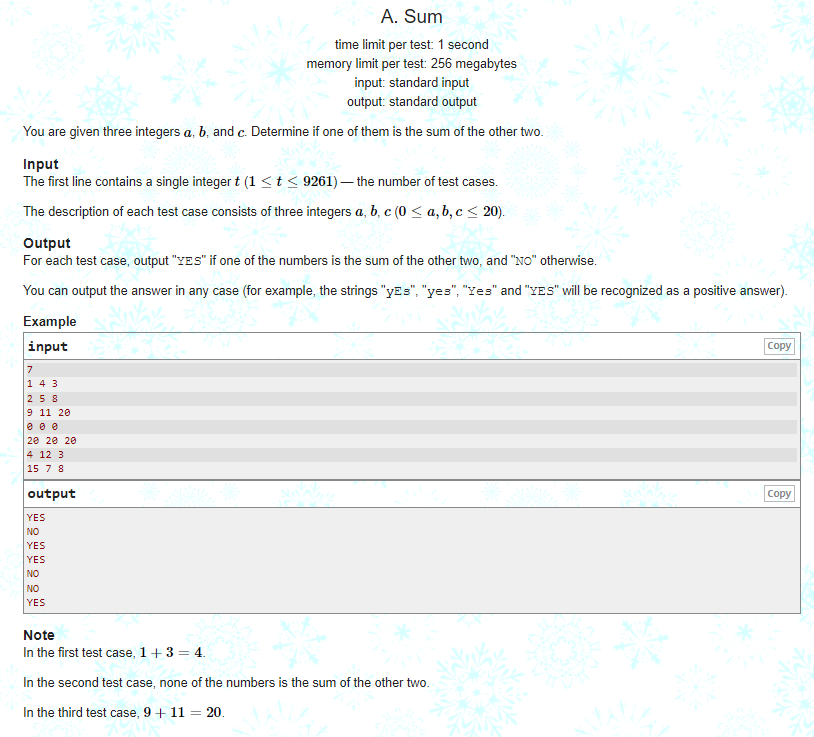 A. Sum
time limit per test: 1 second
memory limit per test: 256 megabytes
input: standard input
output: standard output
You are given three integers a, b, and c. Determine if one of them is the sum of the other two.
Input
The first line contains a single integer t (1 ≤ t ≤ 9261) — the number of test cases.
The description of each test case consists of three integers a, b, c (0 ≤ a, b, c ≤ 20).
Output
For each test case, output "YES" if one of the numbers is the sum of the other two, and "NO" otherwise.
You can output the answer in any case (for example, the strings "yEs", "yes", "Yes" and "YES" will be recognized as a positive answer).
Example
input Copy
7
1 4 3
2 5 8
9 11 20
0 0 0
20 20 20
4 12 3
15 7 8
output Copy
YES
NO
YES
YES
NO
NO
YES
Note
In the first test case, 1 + 3 = 4.
In the second test case, none of the numbers is the sum of the other two.
In the third test case, 9 + 11 = 20.